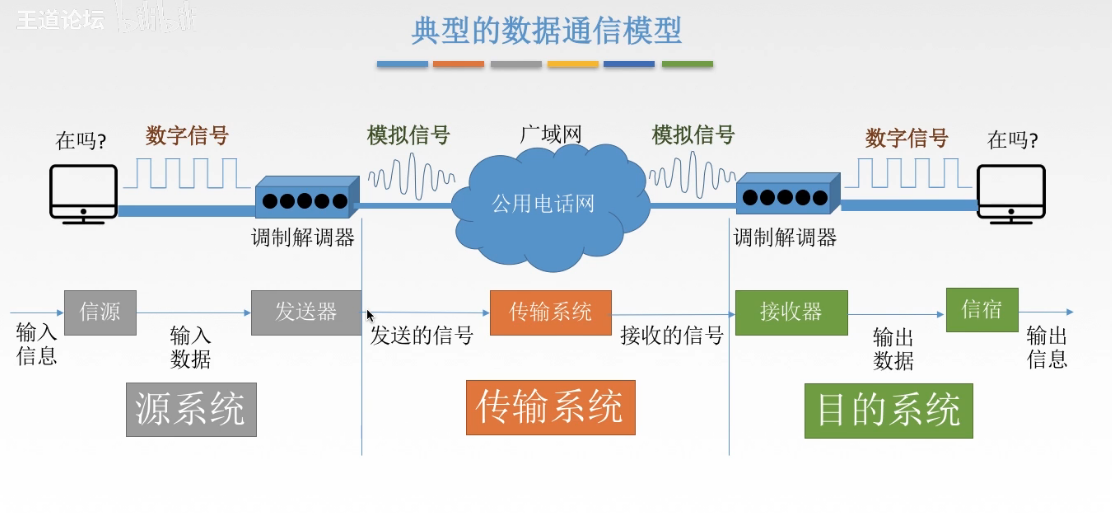 王道论坛 bilibili
典型的数据通信模型
在吗?
数字信号
模拟信号
广域网
模拟信号
数字信号
在吗?
公用电话网
调制解调器
调制解调器
信源
发送器
传输系统
接收器
信宿
输入
信息
输入
数据
发送的信号
接收的信号
输出
数据
输出
信息
源系统
传输系统
目的系统